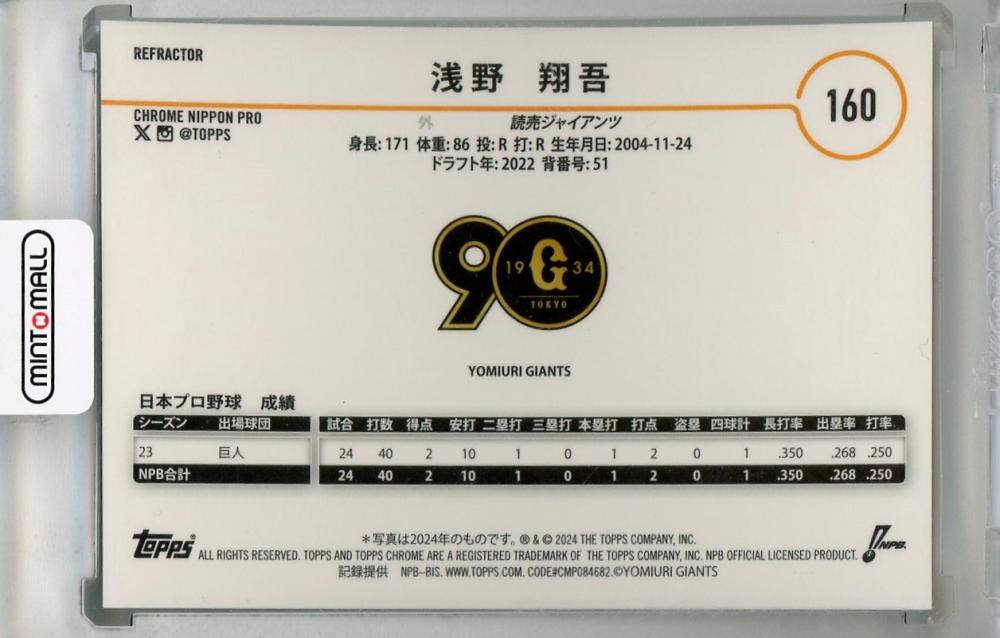 REFRACTOR
浅野 翔吾
160
CHROME NIPPON PRO
@TOPPS
外 読売ジャイアンツ
身長: 171 体重: 86 投: R 打: R 生年月日: 2004-11-24
ドラフト年: 2022 背番号: 51
90 19 G 34
TOKYO
MINTOMALL
YOMIURI GIANTS
日本プロ野球 成績
シーズン 出場球団 試合 打数 得点 安打 二塁打 三塁打 本塁打 打点 盗塁 四球計 長打率 出塁率 打率
23 巨人 24 40 2 10 1 0 1 2 0 1 .350 .268 .250
NPB合計 24 40 2 10 1 0 1 2 0 1 .350 .268 .250
topps®
＊写真は2024年のものです。 ® & © 2024 THE TOPPS COMPANY, INC.
ALL RIGHTS RESERVED. TOPPS AND TOPPS CHROME ARE A REGISTERED TRADEMARK OF THE TOPPS COMPANY, INC. NPB OFFICIAL LICENSED PRODUCT.
NPB
記録提供 NPB-BIS. WWW.TOPPS.COM. CODE#CMP084682.©YOMIURI GIANTS